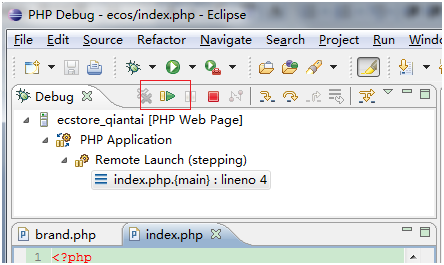 PHP Debug - ecos/index.php - Eclipse
File Edit Source Refactor Navigate Search Project Run Window
Debug
ecstore_qiantai [PHP Web Page]
PHP Application
Remote Launch (stepping)
index.php.{main} : lineno 4
brand.php index.php
1 <?php